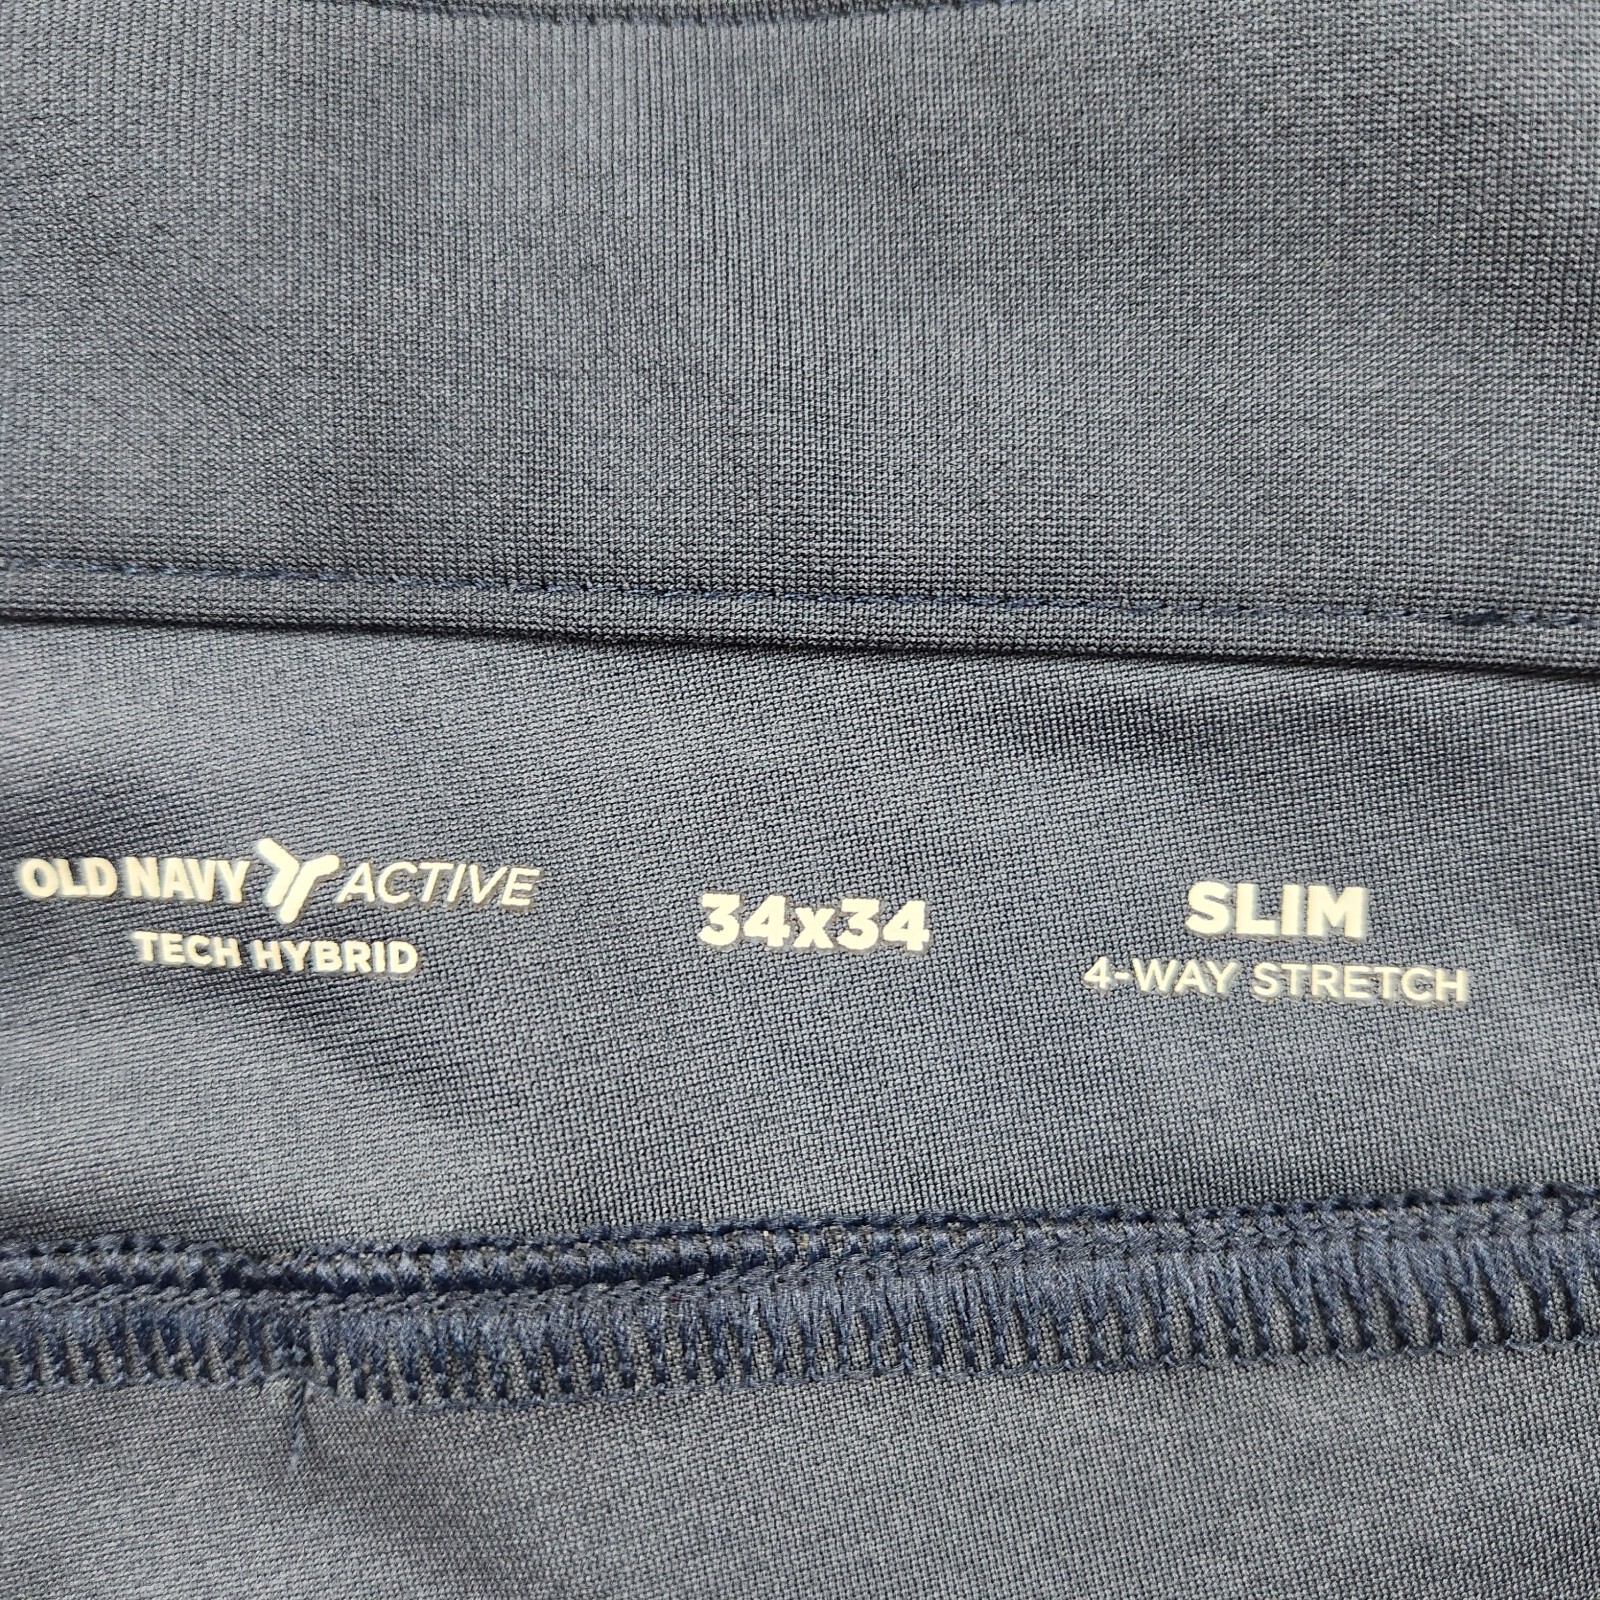 OLD NAVY ACTIVE
TECH HYBRID
34x34
SLIM
4-WAY STRETCH